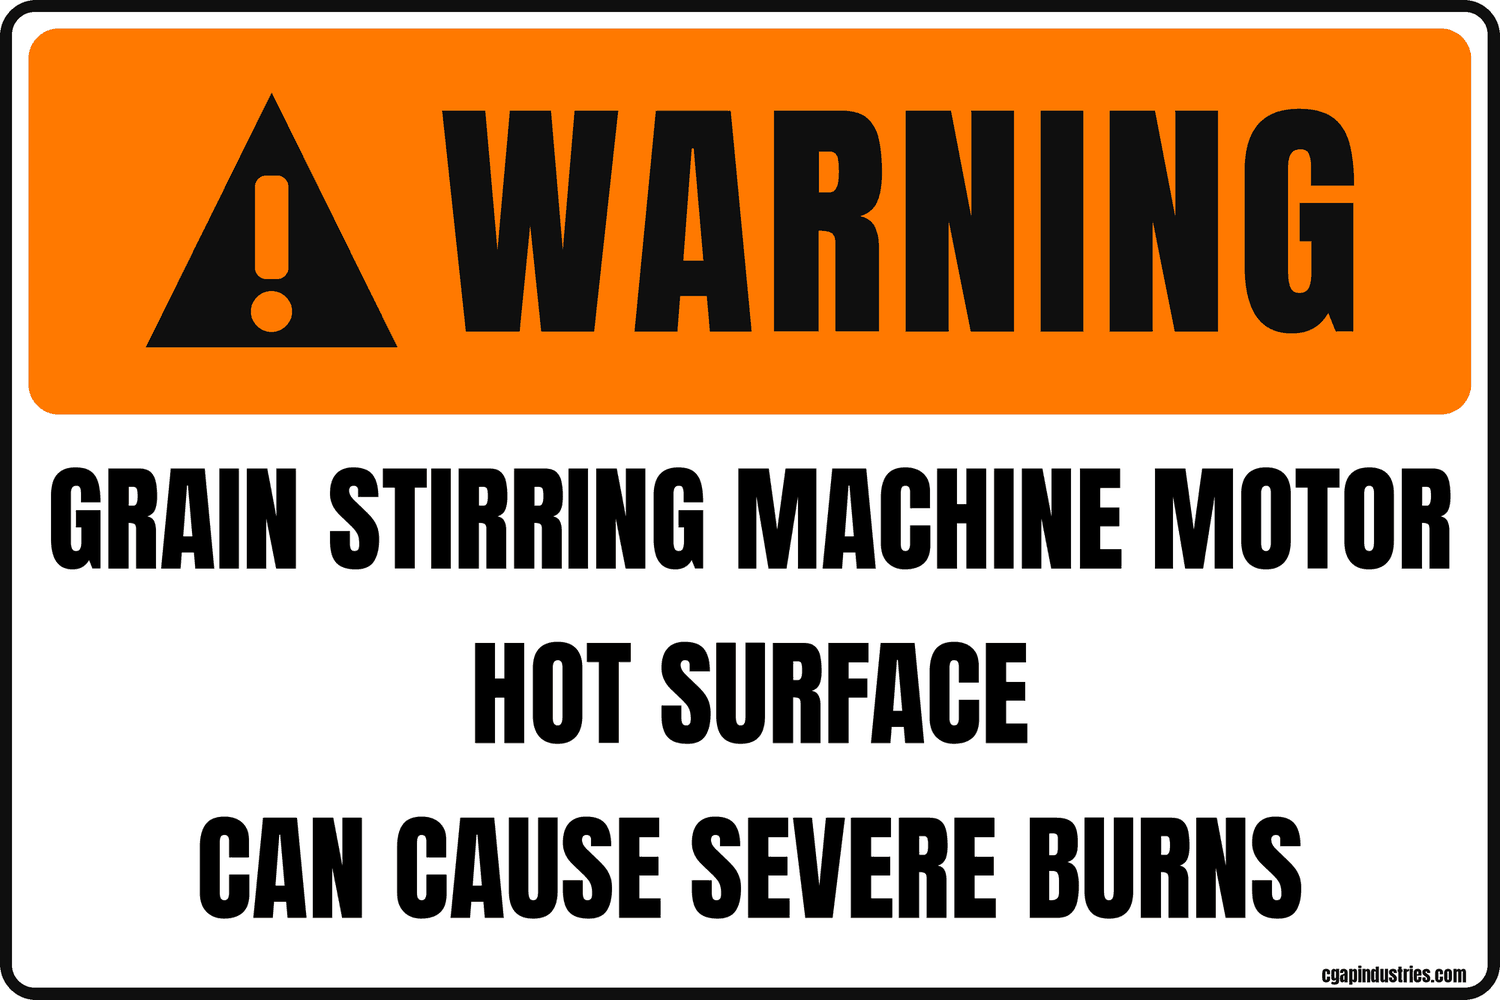 WARNING
GRAIN STIRRING MACHINE MOTOR
HOT SURFACE
CAN CAUSE SEVERE BURNS
cgapindustries.com